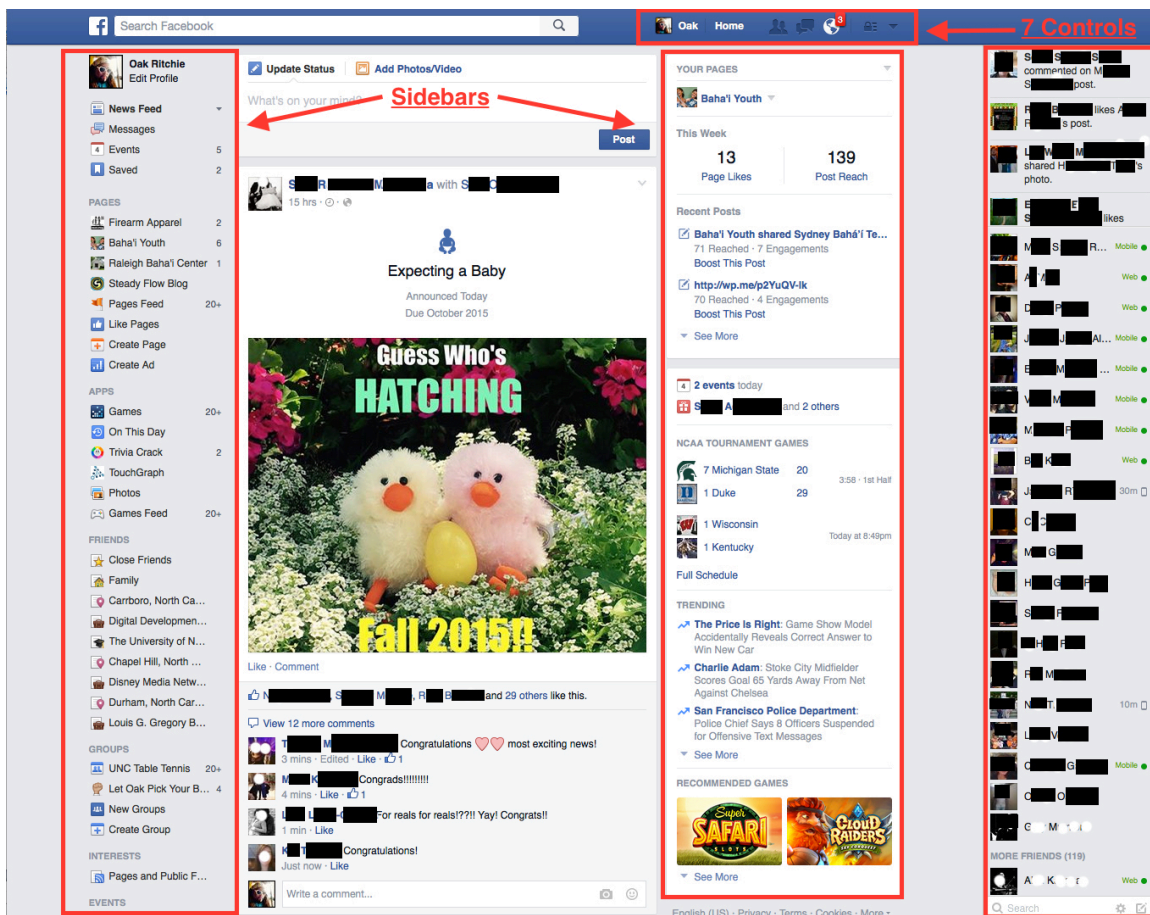 Search Facebook
Oak Home
3
7 Controls
Oak Ritchie
Edit Profile
News Feed
Messages
4 Events 5
Saved 2
PAGES
Firearm Apparel 2
Baha'i Youth 6
Raleigh Baha'i Center 1
Steady Flow Blog
Pages Feed 20+
Like Pages
Create Page
Create Ad
APPS
Games 20+
On This Day
Trivia Crack 2
TouchGraph
Photos
Games Feed 20+
FRIENDS
Close Friends
Family
Carrboro, North Ca...
Digital Developmen...
The University of N...
Chapel Hill, North ...
Disney Media Netw...
Durham, North Car...
Louis G. Gregory B...
GROUPS
UNC Table Tennis 20+
Let Oak Pick Your B... 4
New Groups
Create Group
INTERESTS
Pages and Public F...
EVENTS
Update Status Add Photos/Video
What's on your mind?
Sidebars
Post
S R M. a with S C
15 hrs
Expecting a Baby
Announced Today
Due October 2015
Guess Who's
HATCHING
Fall 2015!!
Like · Comment
N , S M , R B and 29 others like this.
View 12 more comments
T M Congratulations most exciting news!
3 mins · Edited · Like · 1
M K Congrads!!!!!!!!!
4 mins · Like · 1
L L For reals for reals!??!! Yay! Congrats!!
1 min · Like
K T Congratulations!
Just now · Like
Write a comment...
YOUR PAGES
Baha'i Youth
This Week
13 139
Page Likes Post Reach
Recent Posts
Baha'i Youth shared Sydney Bahá'í Te...
71 Reached · 7 Engagements
Boost This Post
http://wp.me/p2YuQV-Ik
70 Reached · 4 Engagements
Boost This Post
See More
4 2 events today
S A and 2 others
NCAA TOURNAMENT GAMES
7 Michigan State 20
3:58 · 1st Half
1 Duke 29
1 Wisconsin
Today at 8:49pm
1 Kentucky
Full Schedule
TRENDING
The Price Is Right: Game Show Model
Accidentally Reveals Correct Answer to
Win New Car
Charlie Adam: Stoke City Midfielder
Scores Goal 65 Yards Away From Net
Against Chelsea
San Francisco Police Department:
Police Chief Says 8 Officers Suspended
for Offensive Text Messages
See More
RECOMMENDED GAMES
Super
SAFARI
SLOTS
CLOUD
RAIDERS
See More
English (US) · Privacy · Terms · Cookies · More
S S S
commented on M
S post.
R B likes A
R s post.
L W M
shared H T 's
photo.
E E
S likes
M S R... Mobile
A Web
D P Web
J J Al... Mobile
E M ... Mobile
V M Mobile
M. P Mobile
B K Web
J R 30m
C
M G
H G P
S F
H F
R M
N T. 10m
L V
C G Mobile
C O
G M
MORE FRIENDS (119)
A K Web
Search